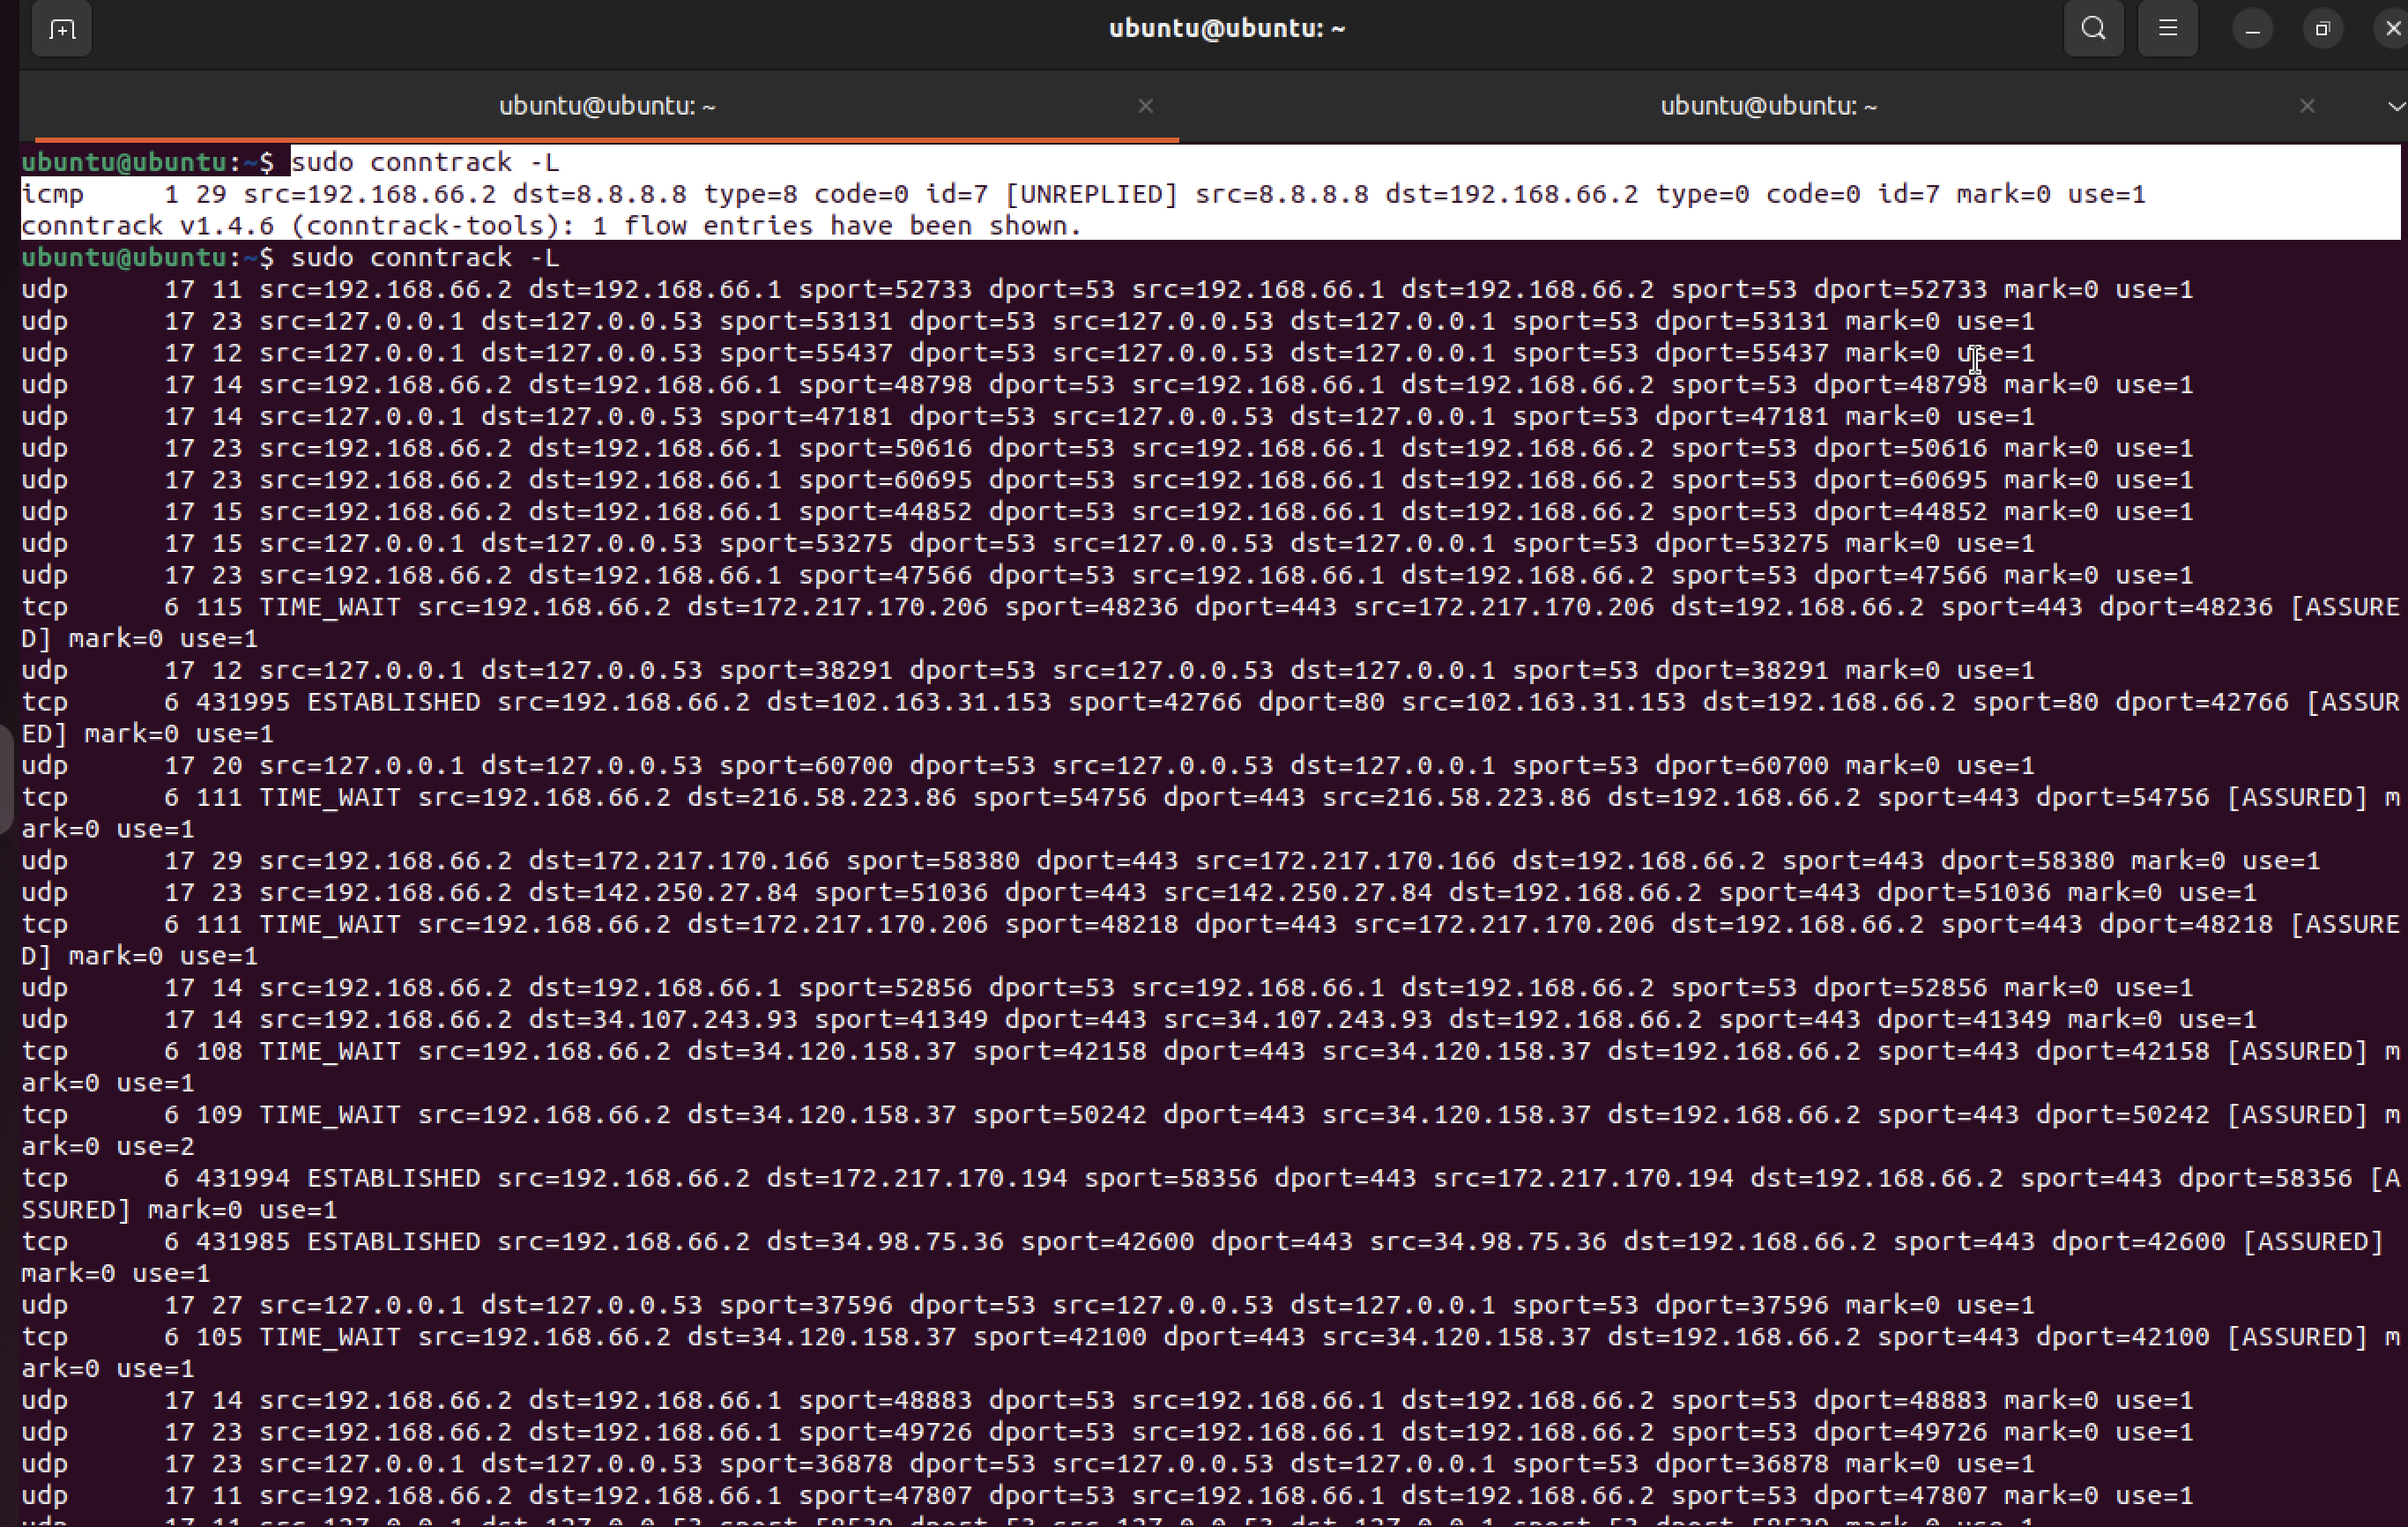 ubuntu@ubuntu: ~
ubuntu@ubuntu: ~
ubuntu@ubuntu: ~
ubuntu@ubuntu:~$ sudo conntrack -L
icmp     1 29 src=192.168.66.2 dst=8.8.8.8 type=8 code=0 id=7 [UNREPLIED] src=8.8.8.8 dst=192.168.66.2 type=0 code=0 id=7 mark=0 use=1
conntrack v1.4.6 (conntrack-tools): 1 flow entries have been shown.
ubuntu@ubuntu:~$ sudo conntrack -L
udp      17 11 src=192.168.66.2 dst=192.168.66.1 sport=52733 dport=53 src=192.168.66.1 dst=192.168.66.2 sport=53 dport=52733 mark=0 use=1
udp      17 23 src=127.0.0.1 dst=127.0.0.53 sport=53131 dport=53 src=127.0.0.53 dst=127.0.0.1 sport=53 dport=53131 mark=0 use=1
udp      17 12 src=127.0.0.1 dst=127.0.0.53 sport=55437 dport=53 src=127.0.0.53 dst=127.0.0.1 sport=53 dport=55437 mark=0 use=1
udp      17 14 src=192.168.66.2 dst=192.168.66.1 sport=48798 dport=53 src=192.168.66.1 dst=192.168.66.2 sport=53 dport=48798 mark=0 use=1
udp      17 14 src=127.0.0.1 dst=127.0.0.53 sport=47181 dport=53 src=127.0.0.53 dst=127.0.0.1 sport=53 dport=47181 mark=0 use=1
udp      17 23 src=192.168.66.2 dst=192.168.66.1 sport=50616 dport=53 src=192.168.66.1 dst=192.168.66.2 sport=53 dport=50616 mark=0 use=1
udp      17 23 src=192.168.66.2 dst=192.168.66.1 sport=60695 dport=53 src=192.168.66.1 dst=192.168.66.2 sport=53 dport=60695 mark=0 use=1
udp      17 15 src=192.168.66.2 dst=192.168.66.1 sport=44852 dport=53 src=192.168.66.1 dst=192.168.66.2 sport=53 dport=44852 mark=0 use=1
udp      17 15 src=127.0.0.1 dst=127.0.0.53 sport=53275 dport=53 src=127.0.0.53 dst=127.0.0.1 sport=53 dport=53275 mark=0 use=1
udp      17 23 src=192.168.66.2 dst=192.168.66.1 sport=47566 dport=53 src=192.168.66.1 dst=192.168.66.2 sport=53 dport=47566 mark=0 use=1
tcp      6 115 TIME_WAIT src=192.168.66.2 dst=172.217.170.206 sport=48236 dport=443 src=172.217.170.206 dst=192.168.66.2 sport=443 dport=48236 [ASSURE
D] mark=0 use=1
udp      17 12 src=127.0.0.1 dst=127.0.0.53 sport=38291 dport=53 src=127.0.0.53 dst=127.0.0.1 sport=53 dport=38291 mark=0 use=1
tcp      6 431995 ESTABLISHED src=192.168.66.2 dst=102.163.31.153 sport=42766 dport=80 src=102.163.31.153 dst=192.168.66.2 sport=80 dport=42766 [ASSUR
ED] mark=0 use=1
udp      17 20 src=127.0.0.1 dst=127.0.0.53 sport=60700 dport=53 src=127.0.0.53 dst=127.0.0.1 sport=53 dport=60700 mark=0 use=1
tcp      6 111 TIME_WAIT src=192.168.66.2 dst=216.58.223.86 sport=54756 dport=443 src=216.58.223.86 dst=192.168.66.2 sport=443 dport=54756 [ASSURED] m
ark=0 use=1
udp      17 29 src=192.168.66.2 dst=172.217.170.166 sport=58380 dport=443 src=172.217.170.166 dst=192.168.66.2 sport=443 dport=58380 mark=0 use=1
udp      17 23 src=192.168.66.2 dst=142.250.27.84 sport=51036 dport=443 src=142.250.27.84 dst=192.168.66.2 sport=443 dport=51036 mark=0 use=1
tcp      6 111 TIME_WAIT src=192.168.66.2 dst=172.217.170.206 sport=48218 dport=443 src=172.217.170.206 dst=192.168.66.2 sport=443 dport=48218 [ASSURE
D] mark=0 use=1
udp      17 14 src=192.168.66.2 dst=192.168.66.1 sport=52856 dport=53 src=192.168.66.1 dst=192.168.66.2 sport=53 dport=52856 mark=0 use=1
udp      17 14 src=192.168.66.2 dst=34.107.243.93 sport=41349 dport=443 src=34.107.243.93 dst=192.168.66.2 sport=443 dport=41349 mark=0 use=1
tcp      6 108 TIME_WAIT src=192.168.66.2 dst=34.120.158.37 sport=42158 dport=443 src=34.120.158.37 dst=192.168.66.2 sport=443 dport=42158 [ASSURED] m
ark=0 use=1
tcp      6 109 TIME_WAIT src=192.168.66.2 dst=34.120.158.37 sport=50242 dport=443 src=34.120.158.37 dst=192.168.66.2 sport=443 dport=50242 [ASSURED] m
ark=0 use=2
tcp      6 431994 ESTABLISHED src=192.168.66.2 dst=172.217.170.194 sport=58356 dport=443 src=172.217.170.194 dst=192.168.66.2 sport=443 dport=58356 [A
SSURED] mark=0 use=1
tcp      6 431985 ESTABLISHED src=192.168.66.2 dst=34.98.75.36 sport=42600 dport=443 src=34.98.75.36 dst=192.168.66.2 sport=443 dport=42600 [ASSURED]
mark=0 use=1
udp      17 27 src=127.0.0.1 dst=127.0.0.53 sport=37596 dport=53 src=127.0.0.53 dst=127.0.0.1 sport=53 dport=37596 mark=0 use=1
tcp      6 105 TIME_WAIT src=192.168.66.2 dst=34.120.158.37 sport=42100 dport=443 src=34.120.158.37 dst=192.168.66.2 sport=443 dport=42100 [ASSURED] m
ark=0 use=1
udp      17 14 src=192.168.66.2 dst=192.168.66.1 sport=48883 dport=53 src=192.168.66.1 dst=192.168.66.2 sport=53 dport=48883 mark=0 use=1
udp      17 23 src=192.168.66.2 dst=192.168.66.1 sport=49726 dport=53 src=192.168.66.1 dst=192.168.66.2 sport=53 dport=49726 mark=0 use=1
udp      17 23 src=127.0.0.1 dst=127.0.0.53 sport=36878 dport=53 src=127.0.0.53 dst=127.0.0.1 sport=53 dport=36878 mark=0 use=1
udp      17 11 src=192.168.66.2 dst=192.168.66.1 sport=47807 dport=53 src=192.168.66.1 dst=192.168.66.2 sport=53 dport=47807 mark=0 use=1